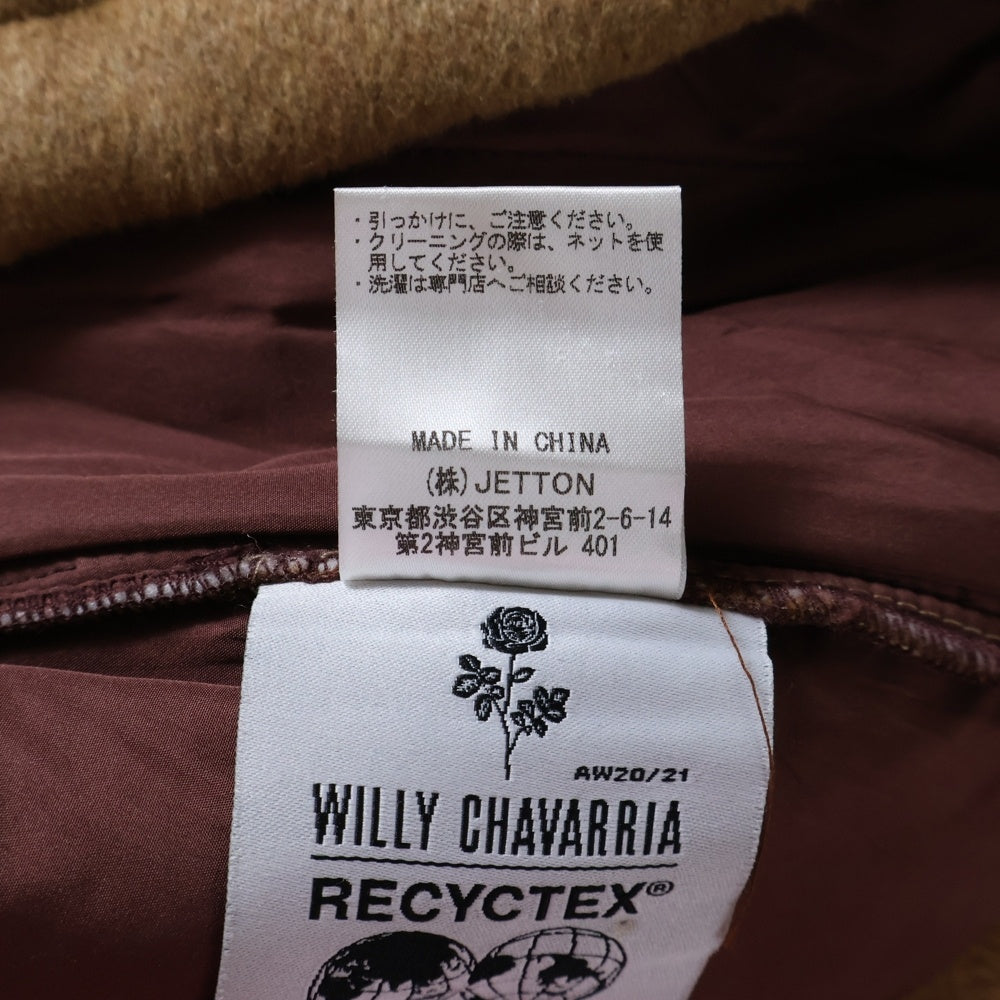 ・引っかけに、ご注意ください。
・クリーニングの際は、ネットを使
用してください。
・洗濯は専門店へご相談ください。
MADE IN CHINA
(株)JETTON
東京都渋谷区神宮前2-6-14
第2神宮前ビル 401
AW20/21
WILLY CHAVARRIA
RECYCTEX®